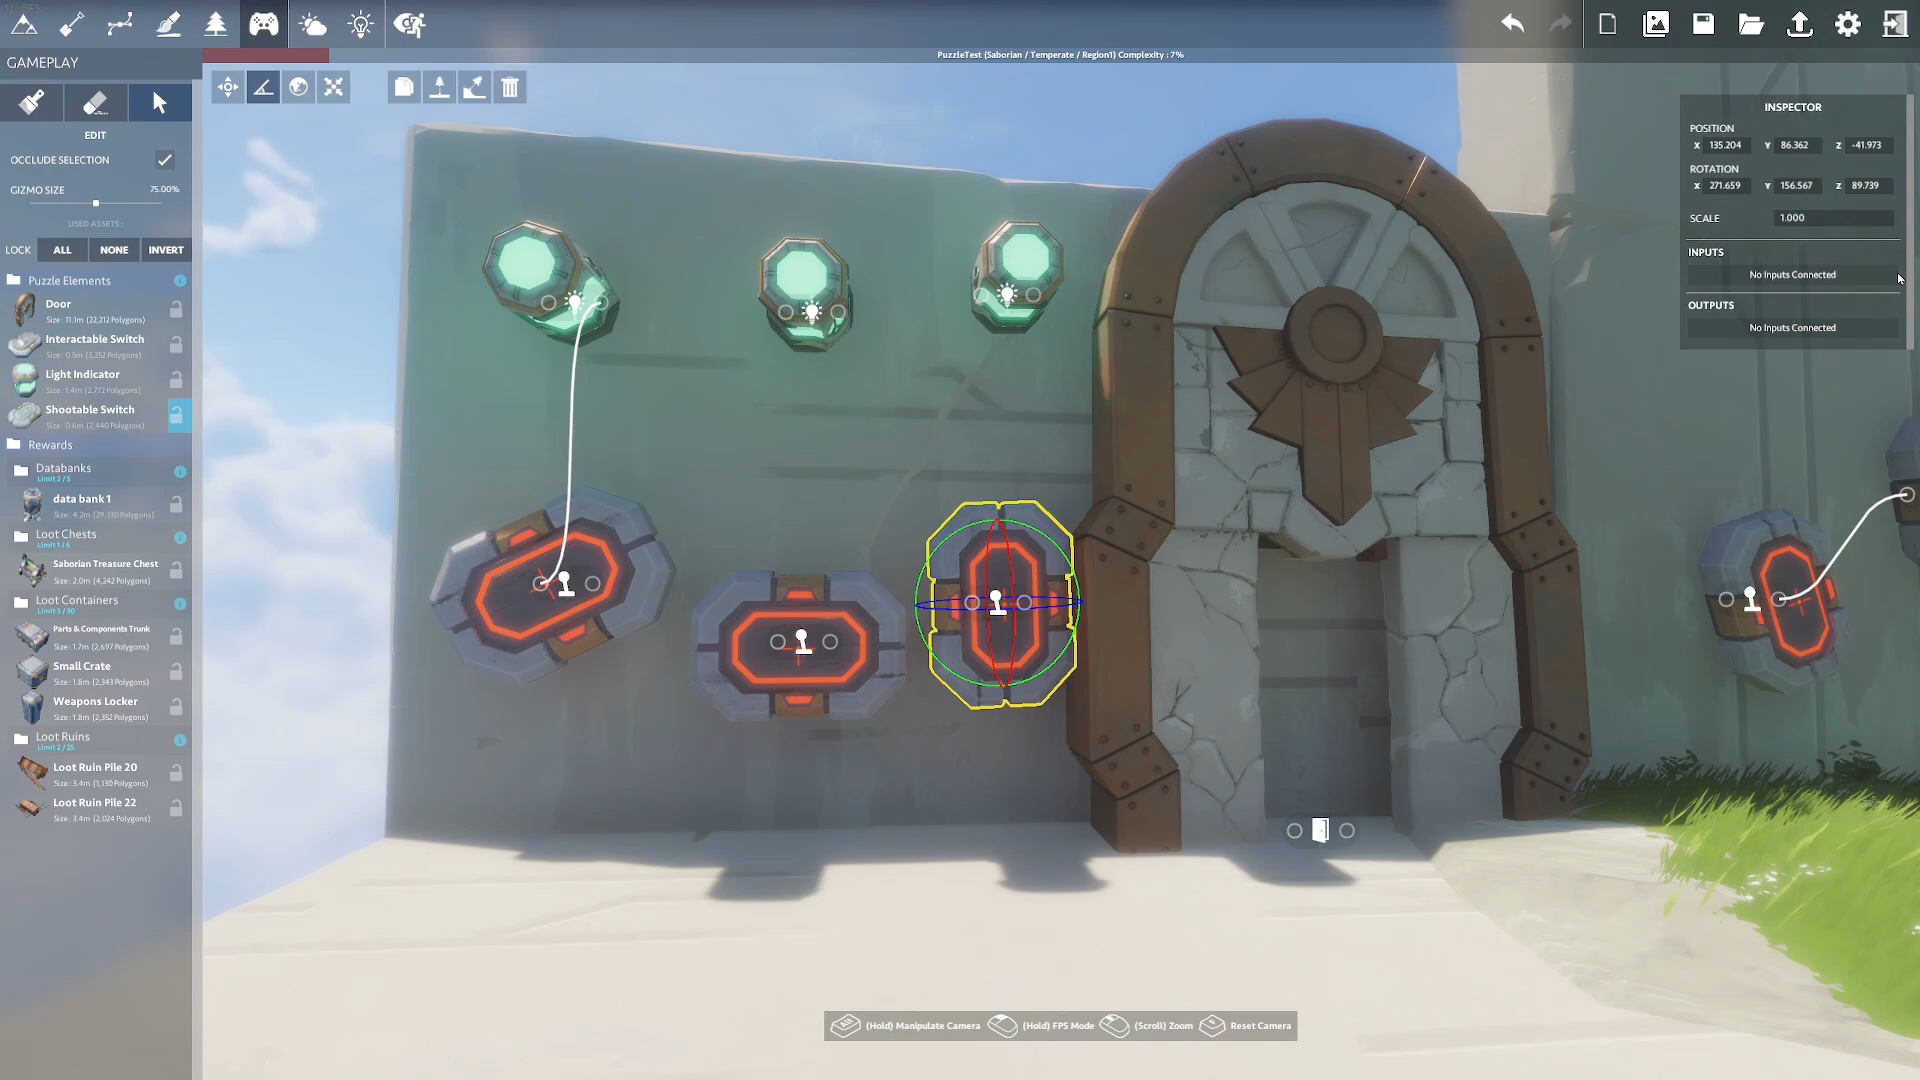 PuzzleTest (Saborian / Temperate / Region1) Complexity : 7%
GAMEPLAY
EDIT
OCCLUDE SELECTION
GIZMO SIZE 75.00%
USED ASSETS :
LOCK ALL NONE INVERT
Puzzle Elements
Door
Size : 11.1m (22,212 Polygons)
Interactable Switch
Size : 0.5m (3,252 Polygons)
Light Indicator
Size : 1.4m (2,772 Polygons)
Shootable Switch
Size : 0.6m (2,440 Polygons)
Rewards
Databanks
Limit 2 / 5
data bank 1
Size : 4.2m (29,330 Polygons)
Loot Chests
Limit 1 / 6
Saborian Treasure Chest
Size : 2.0m (4,242 Polygons)
Loot Containers
Limit 3 / 30
Parts & Components Trunk
Size : 1.7m (2,697 Polygons)
Small Crate
Size : 1.8m (2,343 Polygons)
Weapons Locker
Size : 1.8m (2,352 Polygons)
Loot Ruins
Limit 2 / 25
Loot Ruin Pile 20
Size : 3.4m (1,130 Polygons)
Loot Ruin Pile 22
Size : 3.4m (2,024 Polygons)
INSPECTOR
POSITION
X 135.204 Y 86.362 Z -41.973
ROTATION
X 271.659 Y 156.567 Z 89.739
SCALE 1.000
INPUTS
No Inputs Connected
OUTPUTS
No Inputs Connected
Alt (Hold) Manipulate Camera (Hold) FPS Mode (Scroll) Zoom F Reset Camera